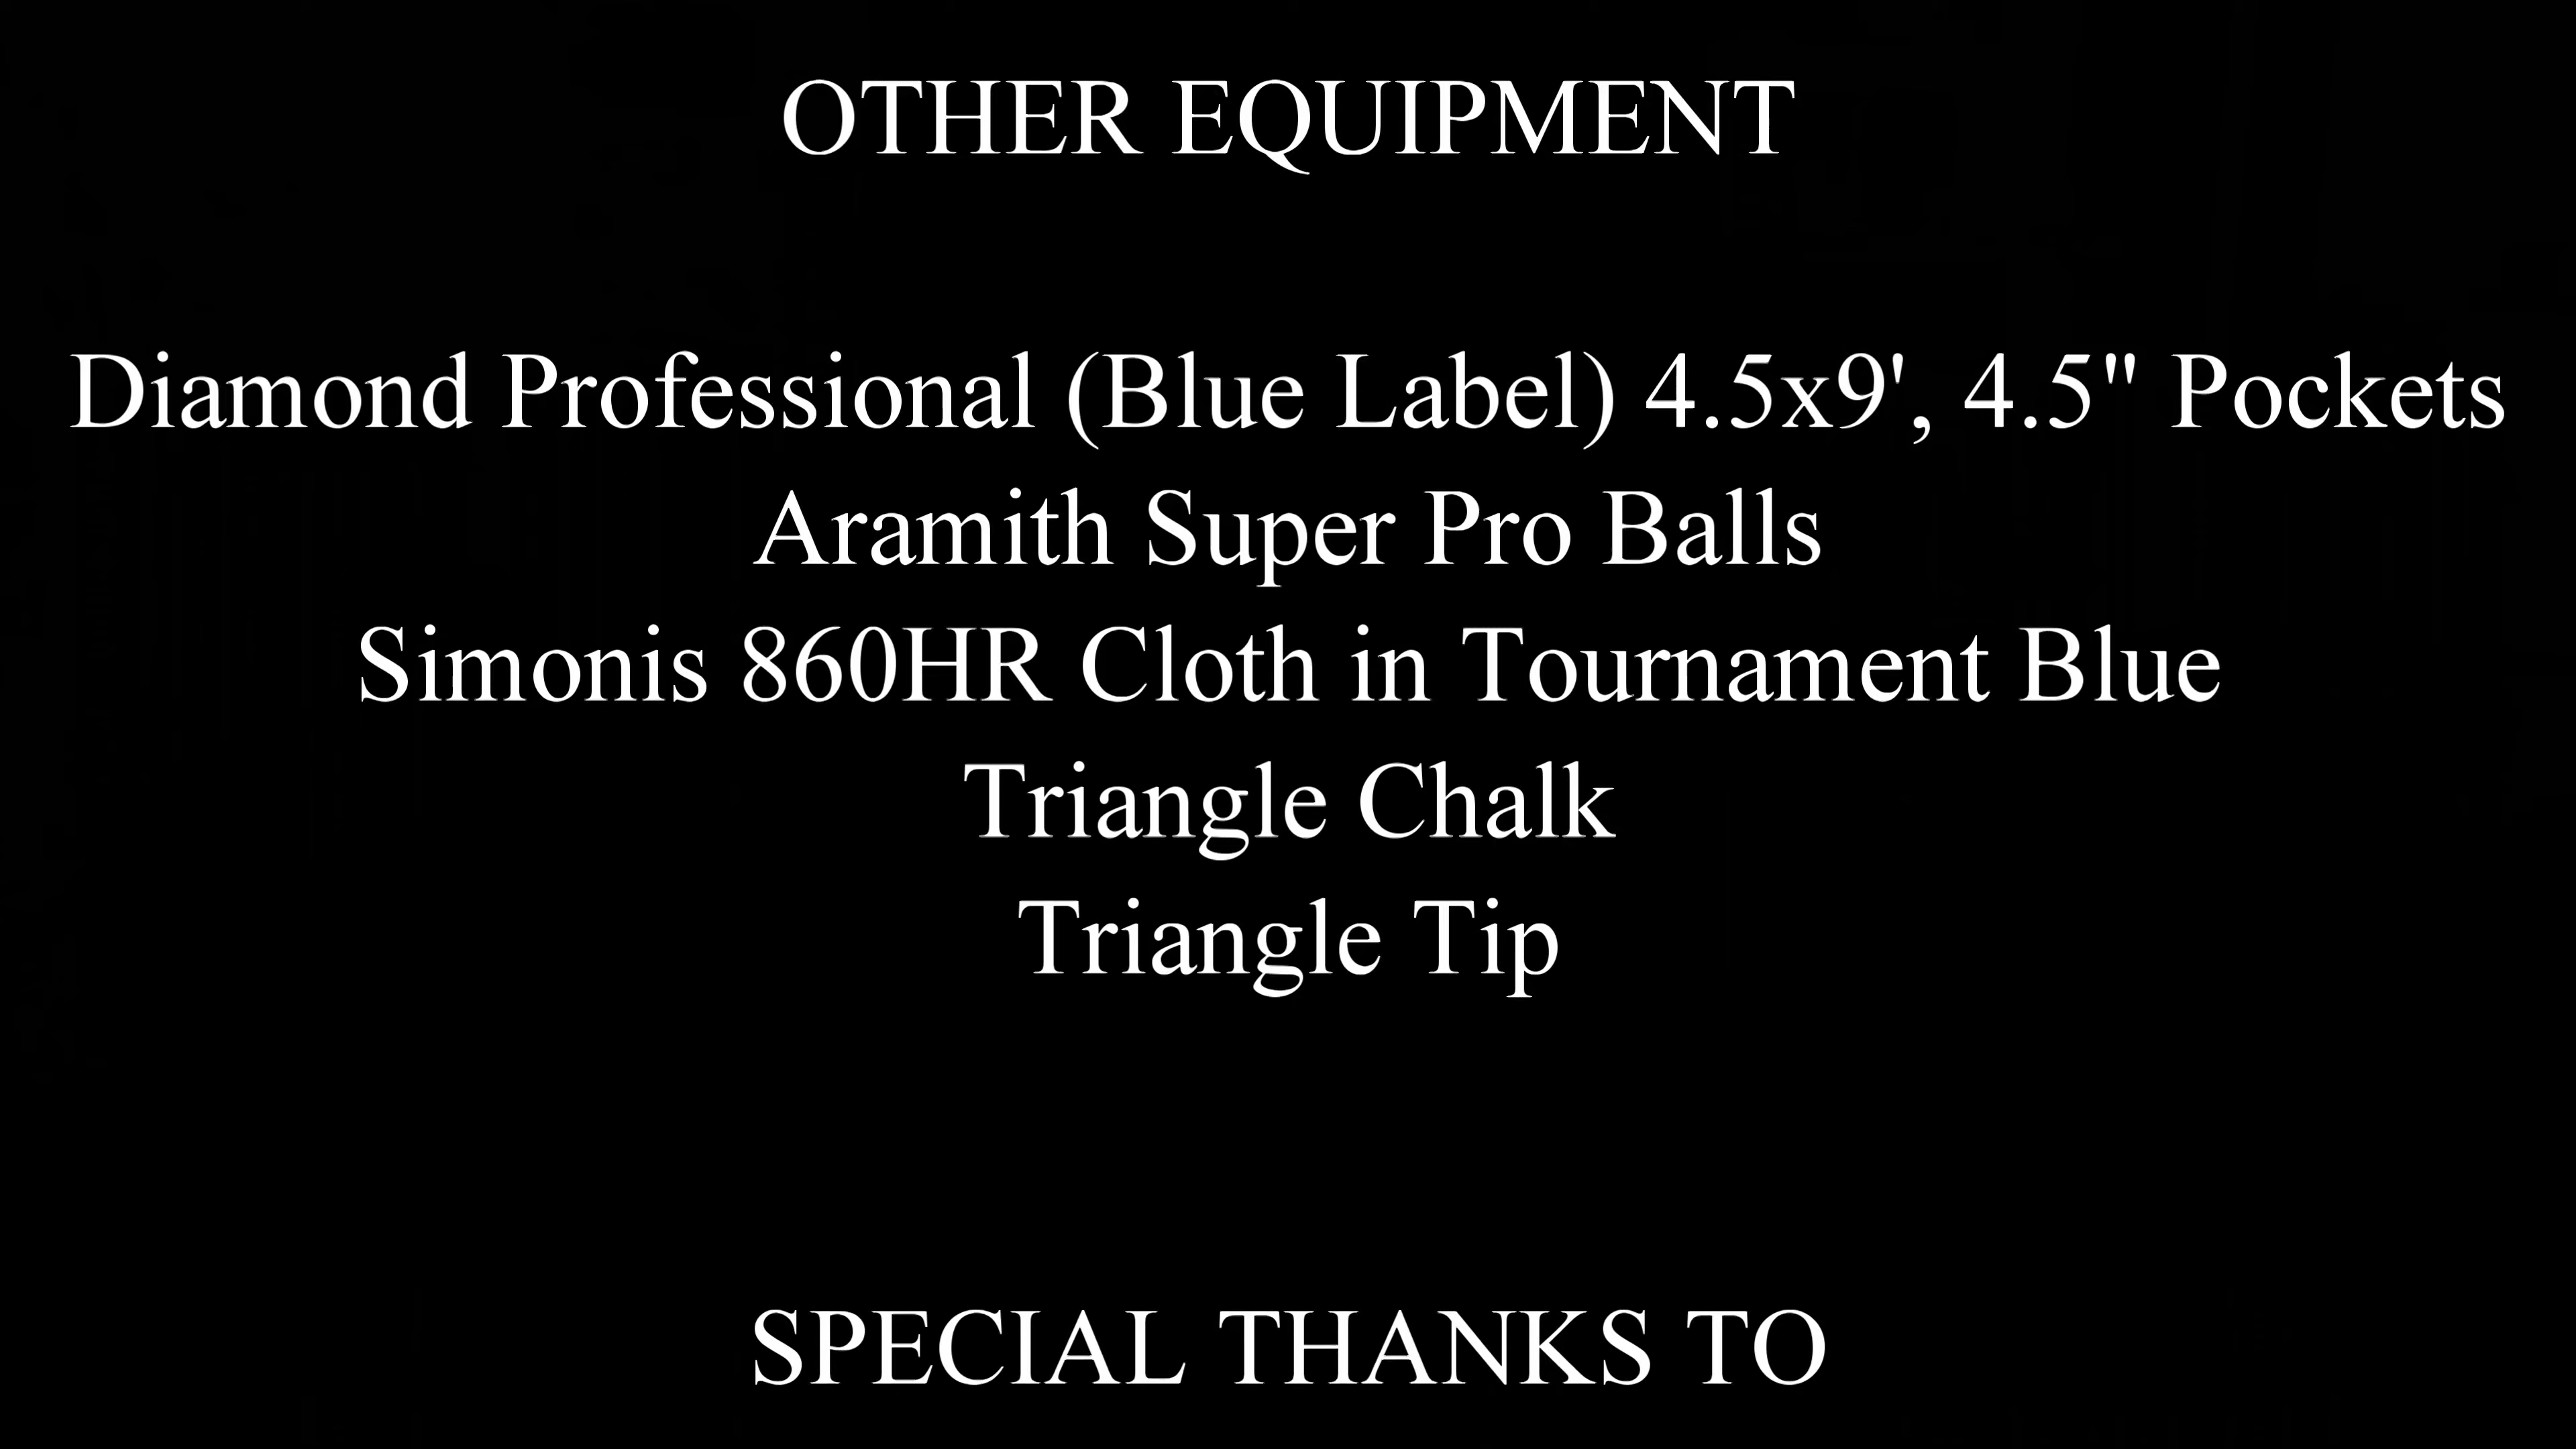 OTHER EQUIPMENT
Diamond Professional (Blue Label) 4.5x9', 4.5" Pockets
Aramith Super Pro Balls
Simonis 860HR Cloth in Tournament Blue
Triangle Chalk
Triangle Tip
SPECIAL THANKS TO